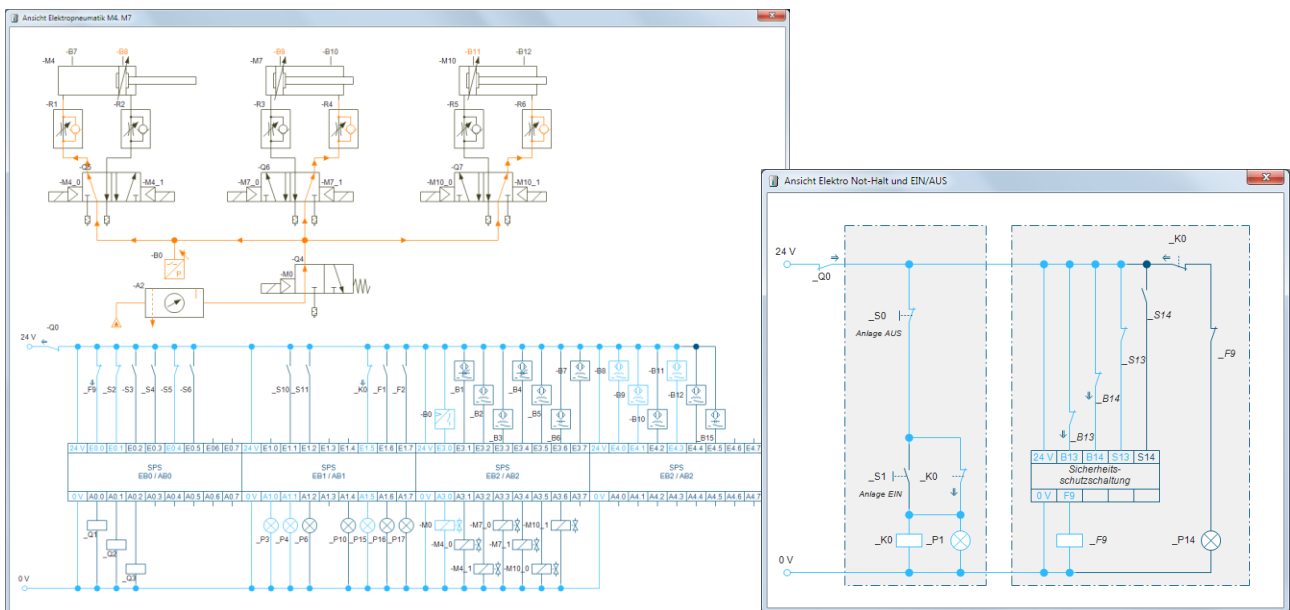 Ansicht Elektropneumatik M4. M7
-B7 -B8 -B9 -B10 -B11 -B12
-M4 -M7 -M10
-R1 -R2 -R3 -R4 -R5 -R6
-Q5 -Q6 -Q7
-M4_0 -M4_1 -M7_0 -M7_1 -M10_0 -M10_1
-B0 P
-Q4
-M0
-A2
24 V -Q0
_F9 _S2 -S3 _S4 -S5 -S6 _S10 _S11 _K0 _F1 _F2
-B0 _B1 _B2 _B3 _B4 _B5 _B6 -B7 -B8 -B9 -B10 -B11 -B12 _B15
24 V E0.0 E0.1 E0.2 E0.3 E0.4 E0.5 E06 E0.7 24 V E1.0 E1.1 E1.2 E1.3 E1.4 E1.5 E1.6 E1.7 24 V E3.0 E3.1 E3.2 E3.3 E3.4 E3.5 E3.6 E3.7 24 V E4.0 E4.1 E4.2 E4.3 E4.4 E4.5 E4.6 E4.7
SPS SPS SPS SPS
EB0 / AB0 EB1 / AB1 EB2 / AB2 EB2 / AB2
0 V A0.0 A0.1 A0.2 A0.3 A0.4 A0.5 A0.6 A0.7 0 V A1.0 A1.1 A1.2 A1.3 A1.4 A1.5 A1.6 A1.7 0 V A3.0 A3.1 A3.2 A3.3 A3.4 A3.5 A3.6 A3.7 0 V A4.0 A4.1 A4.2 A4.3 A4.4 A4.5 A4.6 A4.7
_Q1 _Q2 _Q3
_P3 _P4 _P6 _P10 _P15 _P16 _P17
-M0 -M7_0 -M10_1
-M4_0 -M7_1
-M4_1 -M10_0
0 V
Ansicht Elektro Not-Halt und EIN/AUS
24 V
_Q0
_K0
_S0
Anlage AUS
_S14
_S13
_F9
_B14
_B13
24 V B13 B14 S13 S14
Sicherheits-
schutzschaltung
0 V F9
_S1 _K0
Anlage EIN
_K0 _P1 _F9 _P14
0 V